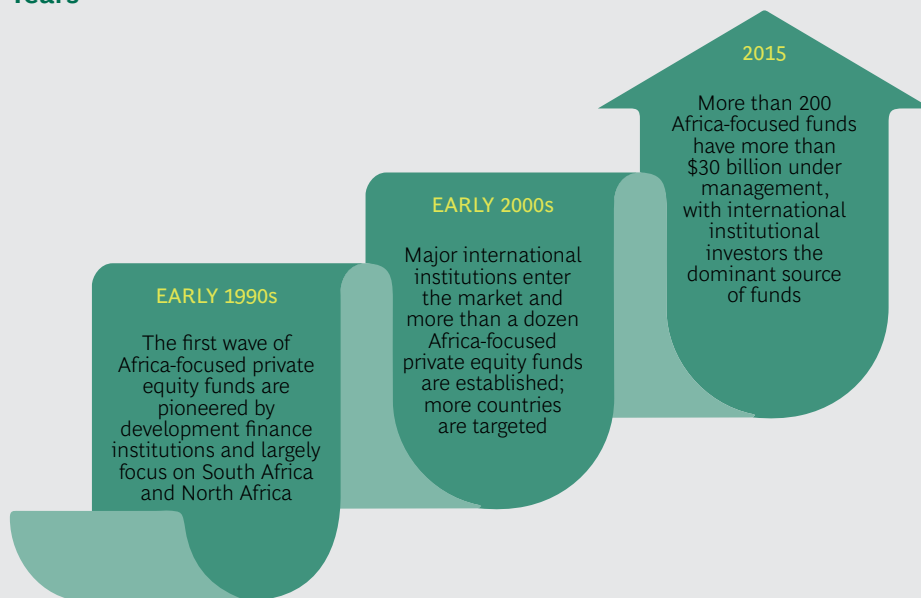 Years
2015
More than 200
Africa-focused funds
have more than
$30 billion under
management,
with international
institutional
investors the
dominant source
of funds
EARLY 2000s
Major international
institutions enter
the market and
more than a dozen
Africa-focused
private equity funds
are established;
more countries
are targeted
EARLY 1990s
The first wave of
Africa-focused private
equity funds are
pioneered by
development finance
institutions and largely
focus on South Africa
and North Africa